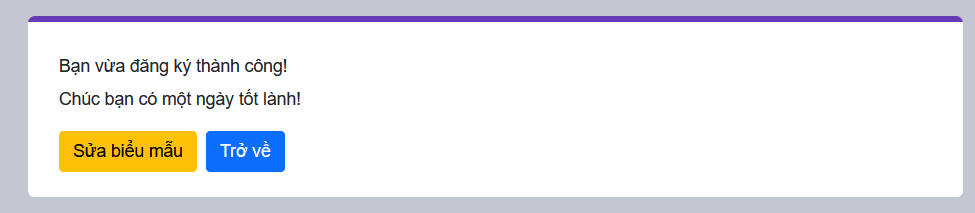 Bạn vừa đăng ký thành công!
Chúc bạn có một ngày tốt lành!
Sửa biểu mẫu Trở về